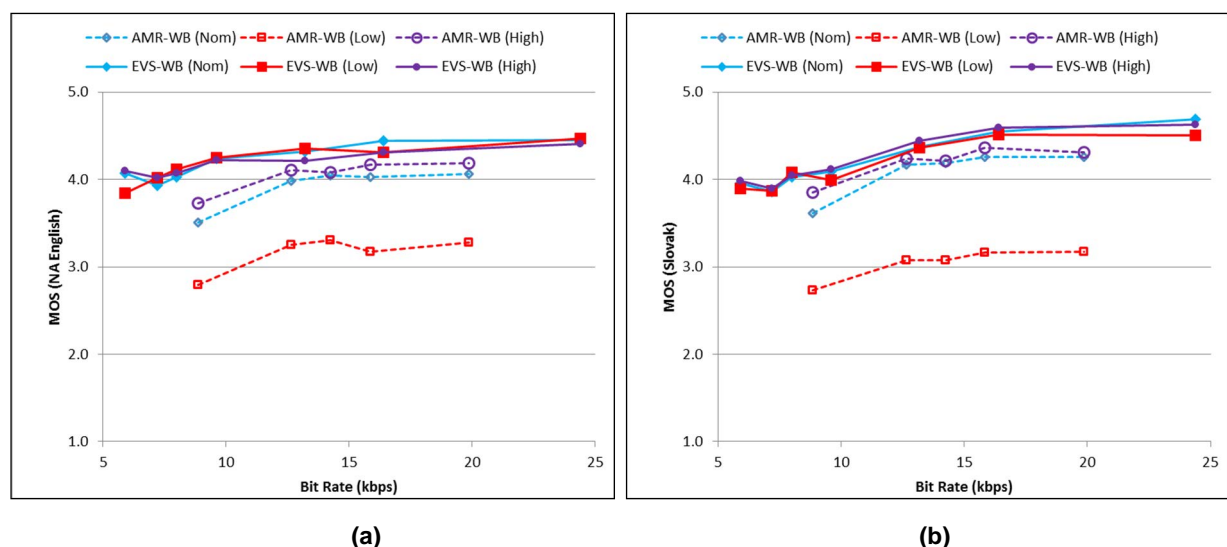 AMR-WB (Nom) AMR-WB (Low) AMR-WB (High)
EVS-WB (Nom) EVS-WB (Low) EVS-WB (High)
5.0
4.0
3.0
2.0
1.0
MOS (NA English)
5 10 15 20 25
Bit Rate (kbps)
(a)
AMR-WB (Nom) AMR-WB (Low) AMR-WB (High)
EVS-WB (Nom) EVS-WB (Low) EVS-WB (High)
5.0
4.0
3.0
2.0
1.0
MOS (Slovak)
5 10 15 20 25
Bit Rate (kbps)
(b)